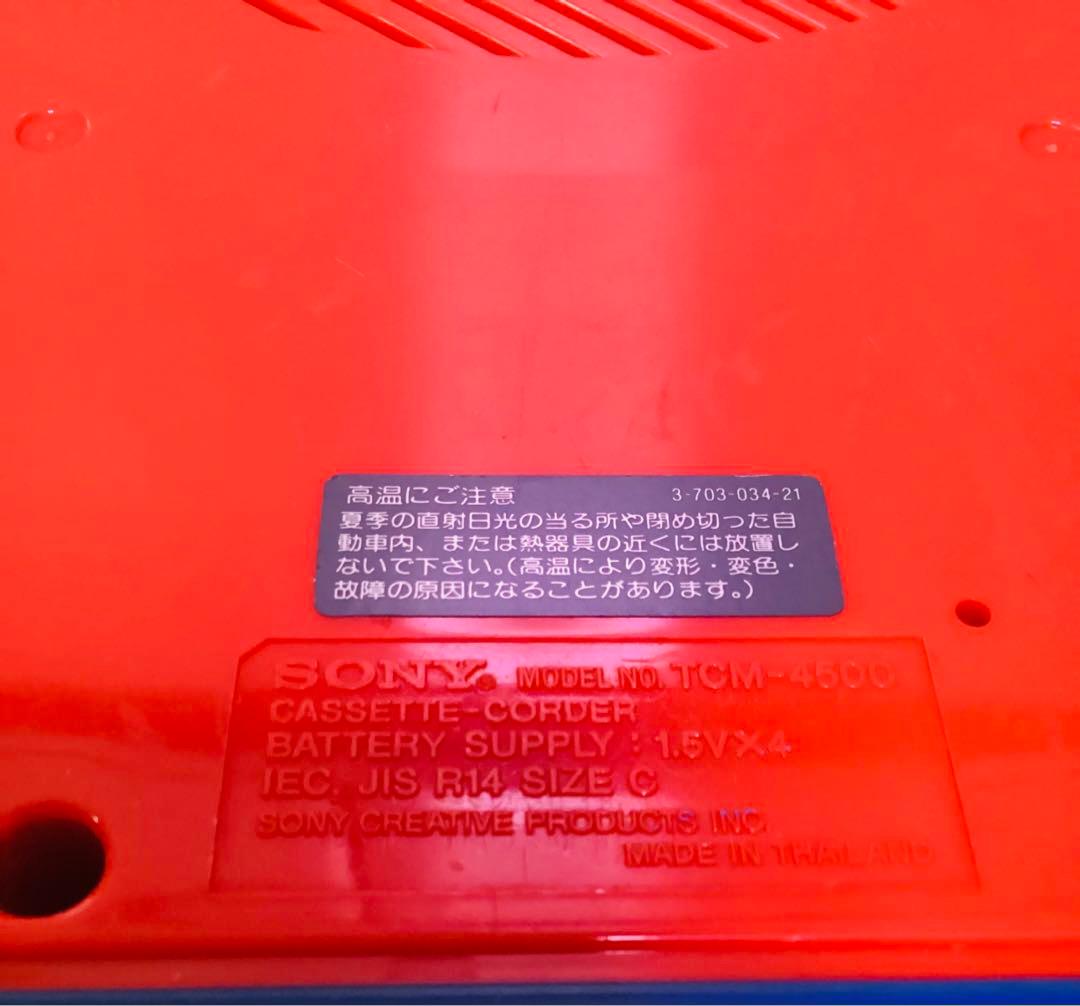 高温にご注意 3-703-034-21
夏季の直射日光の当る所や閉め切った自
動車内、または熱器具の近くには放置し
ないで下さい。(高温により変形・変色・
故障の原因になることがあります。)
SONY® MODEL NO. TCM-4500
CASSETTE-CORDER
BATTERY SUPPLY : 1.5V×4
IEC, JIS R14 SIZE C
SONY CREATIVE PRODUCTS INC.
MADE IN THAILAND